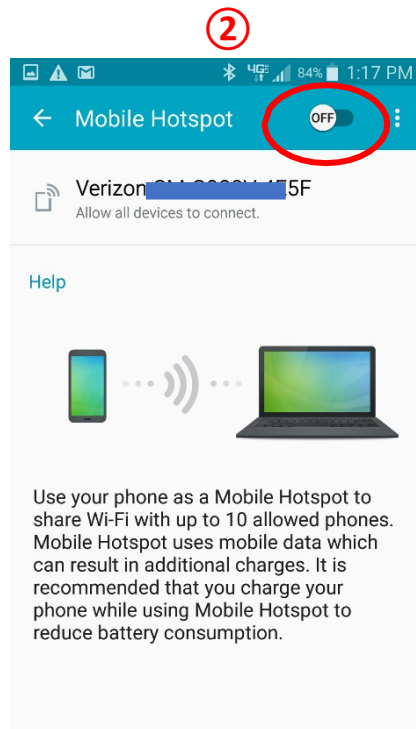 ②
4GE 84% 1:17 PM
Mobile Hotspot OFF
Verizon 5F
Allow all devices to connect.
Help
Use your phone as a Mobile Hotspot to
share Wi-Fi with up to 10 allowed phones.
Mobile Hotspot uses mobile data which
can result in additional charges. It is
recommended that you charge your
phone while using Mobile Hotspot to
reduce battery consumption.